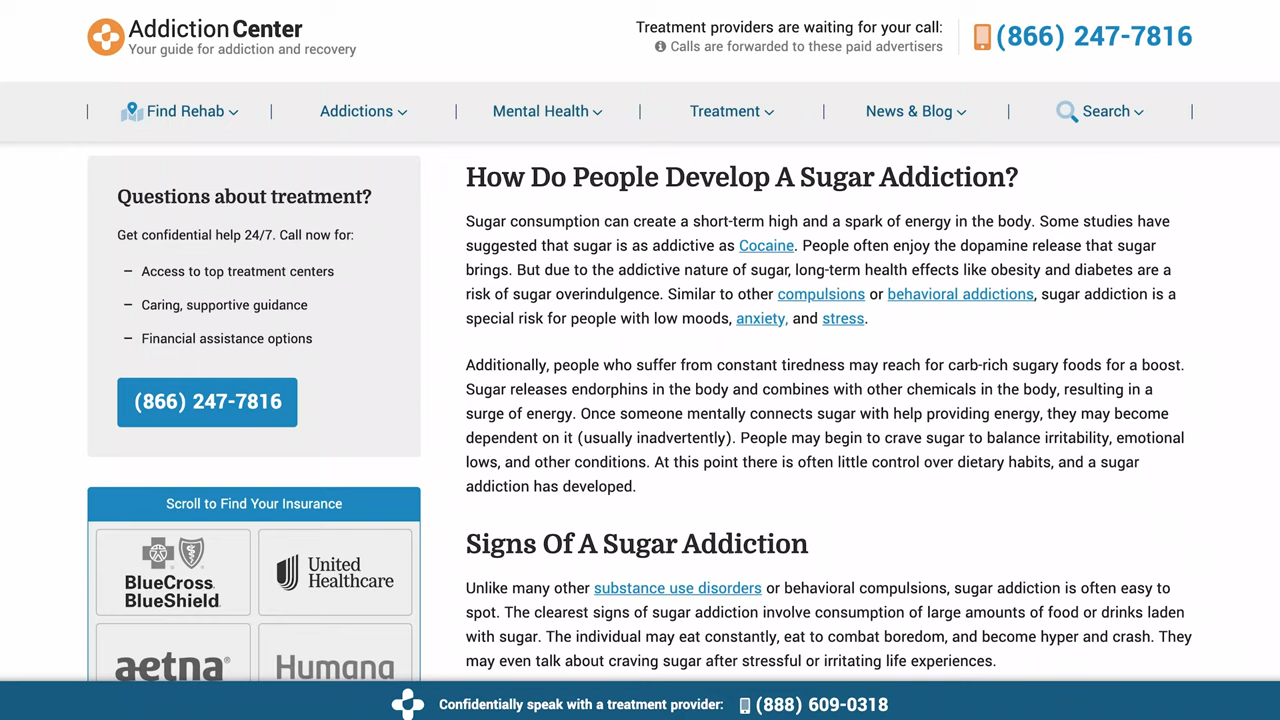 Addiction Center
Your guide for addiction and recovery
Treatment providers are waiting for your call:
Calls are forwarded to these paid advertisers
(866) 247-7816
Find Rehab
Addictions
Mental Health
Treatment
News & Blog
Search
Questions about treatment?
Get confidential help 24/7. Call now for:
– Access to top treatment centers
– Caring, supportive guidance
– Financial assistance options
(866) 247-7816
Scroll to Find Your Insurance
BlueCross
BlueShield
United
Healthcare
aetna®
Humana
How Do People Develop A Sugar Addiction?
Sugar consumption can create a short-term high and a spark of energy in the body. Some studies have
suggested that sugar is as addictive as Cocaine. People often enjoy the dopamine release that sugar
brings. But due to the addictive nature of sugar, long-term health effects like obesity and diabetes are a
risk of sugar overindulgence. Similar to other compulsions or behavioral addictions, sugar addiction is a
special risk for people with low moods, anxiety, and stress.
Additionally, people who suffer from constant tiredness may reach for carb-rich sugary foods for a boost.
Sugar releases endorphins in the body and combines with other chemicals in the body, resulting in a
surge of energy. Once someone mentally connects sugar with help providing energy, they may become
dependent on it (usually inadvertently). People may begin to crave sugar to balance irritability, emotional
lows, and other conditions. At this point there is often little control over dietary habits, and a sugar
addiction has developed.
Signs Of A Sugar Addiction
Unlike many other substance use disorders or behavioral compulsions, sugar addiction is often easy to
spot. The clearest signs of sugar addiction involve consumption of large amounts of food or drinks laden
with sugar. The individual may eat constantly, eat to combat boredom, and become hyper and crash. They
may even talk about craving sugar after stressful or irritating life experiences.
Confidentially speak with a treatment provider: (888) 609-0318